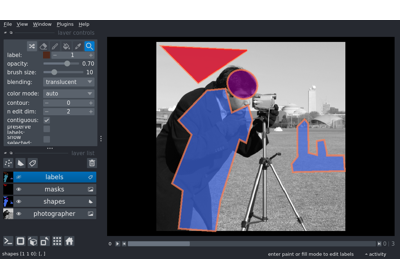 File View Window Plugins Help
layer controls
label: 1
opacity: 0.70
brush size: 10
blending: translucent
color mode: auto
contour: 0
n edit dim: 2
contiguous:
preserve
labels:
show
selected:
layer list
labels
masks
shapes
photographer
0 0 3
shapes [1 1 0]: [, ]
enter paint or fill mode to edit labels
activity